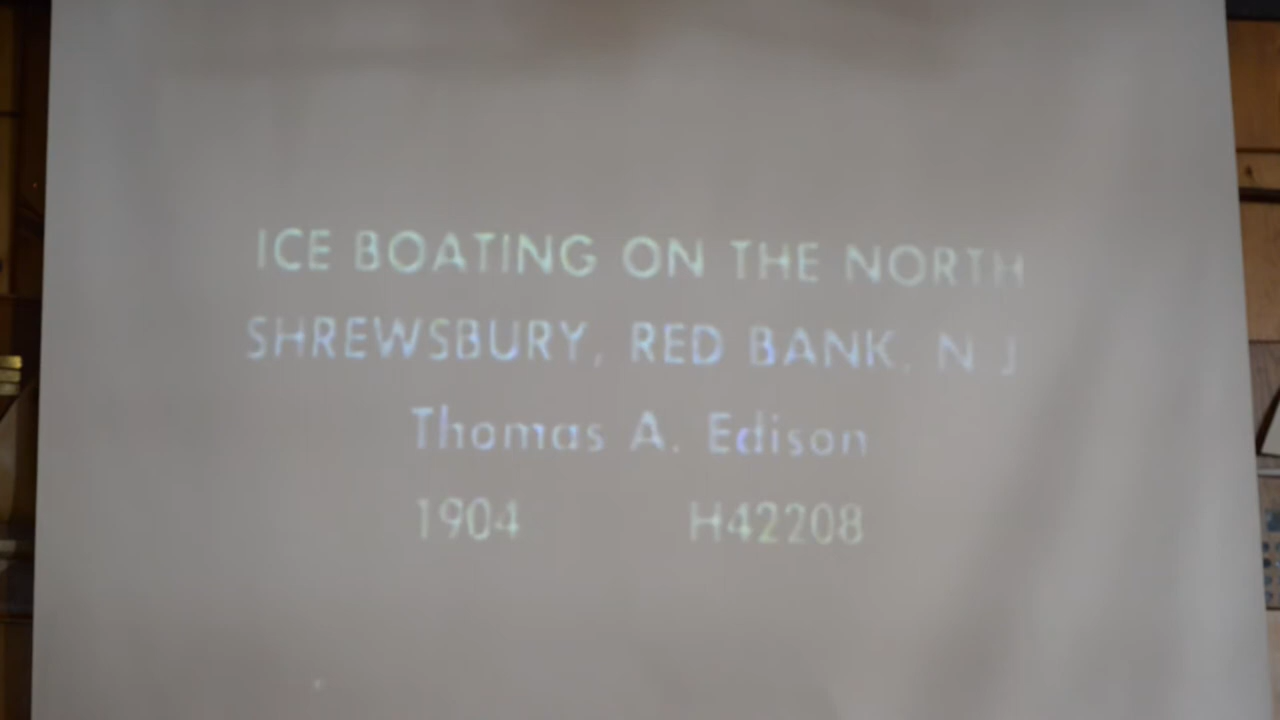 ICE BOATING ON THE NORTH
SHREWSBURY, RED BANK, N J
Thomas A. Edison
1904 H42208